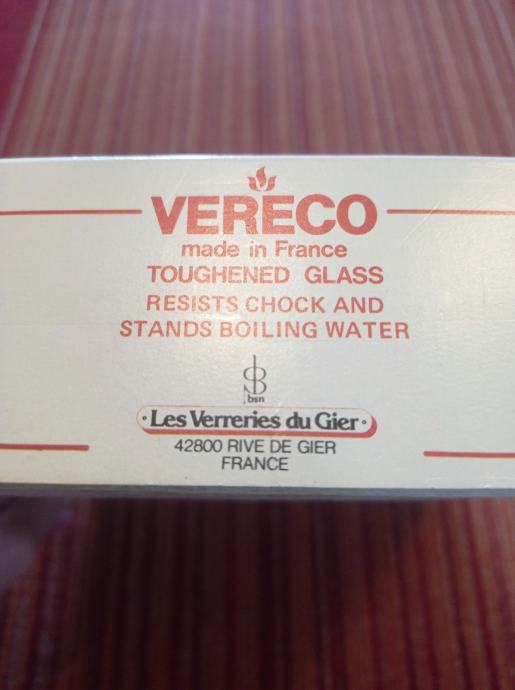 VERECO
made in France
TOUGHENED GLASS
RESISTS CHOCK AND
STANDS BOILING WATER
bsn
Les Verreries du Gier
42800 RIVE DE GIER
FRANCE